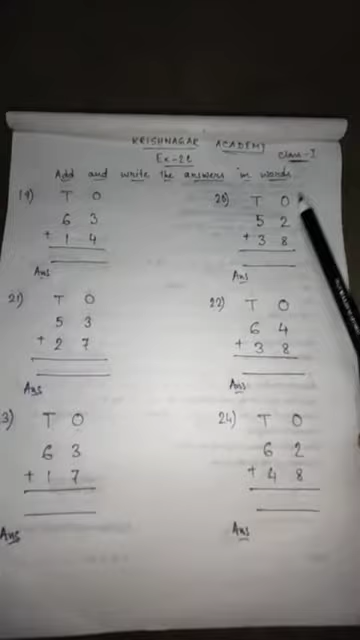 KRISHNAGAR ACADEMY
Ex-2C Class-I
Add and write the answers in words
19) T O
6 3
+ 1 4
Ans
20) T O
5 2
+ 3 8
Ans
21) T O
5 3
+ 2 7
Ans
22) T O
6 4
+ 3 8
Ans
3) T O
6 3
+ 1 7
Ans
24) T O
6 2
+ 4 8
Ans